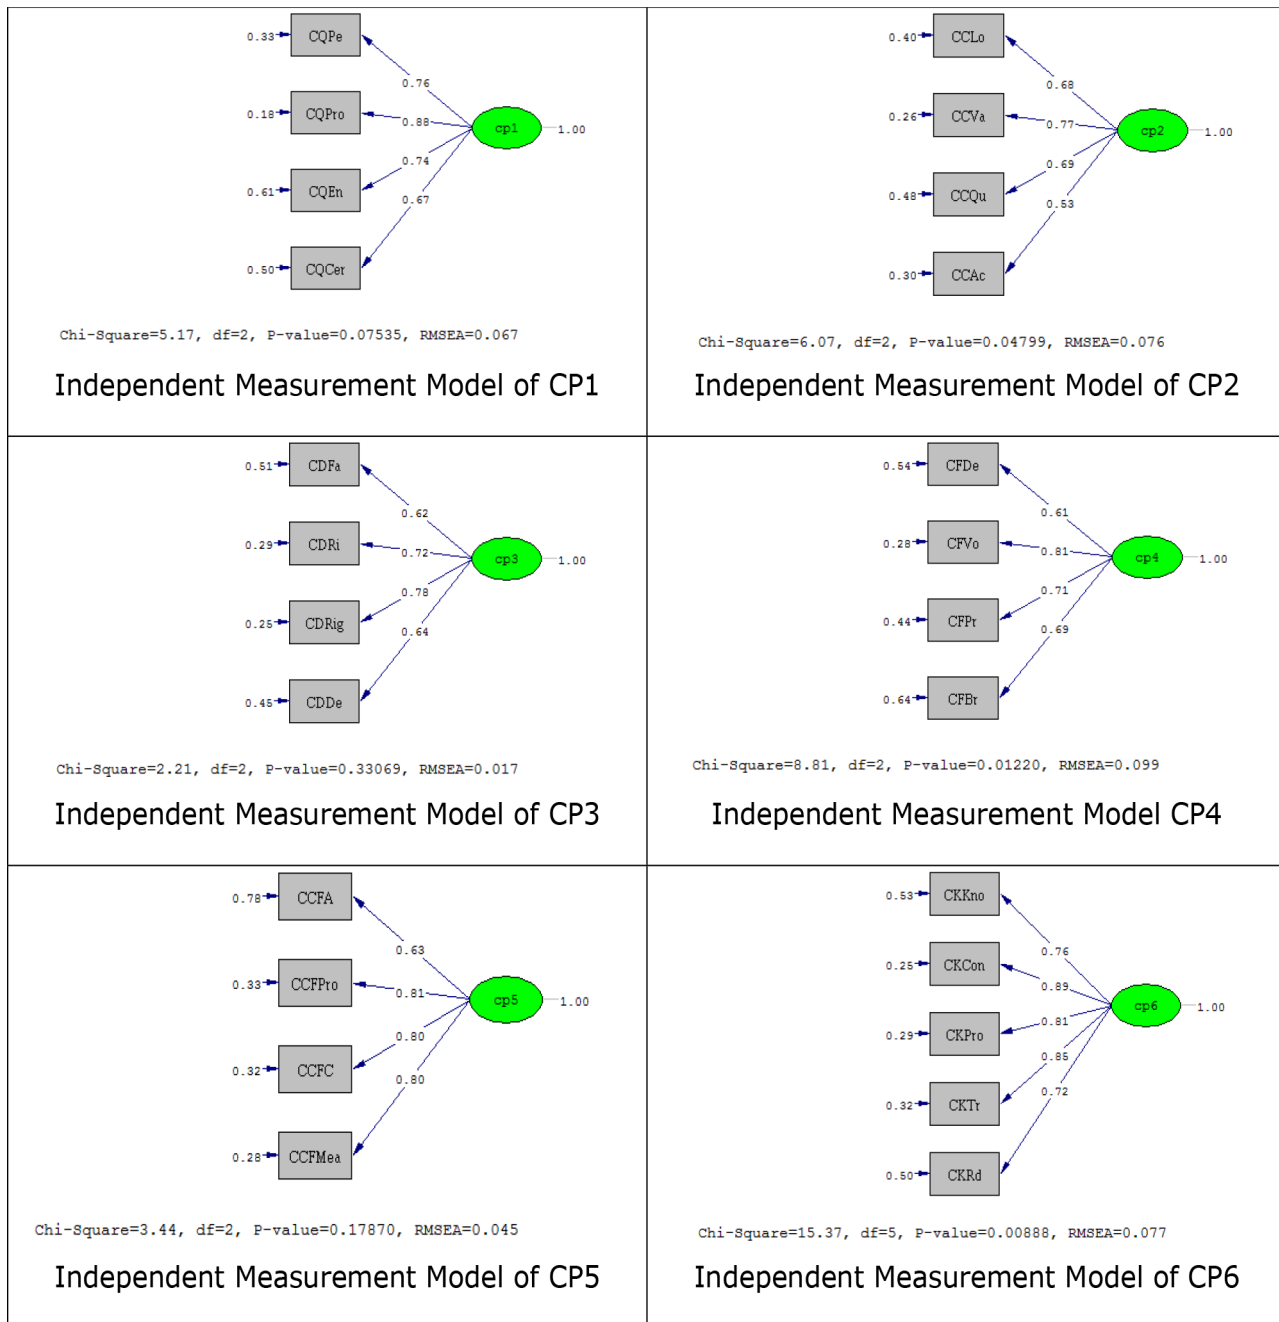 0.33
CQPe
0.76
0.18
CQPro
0.88
cp1
1.00
0.74
0.61
CQEn
0.67
0.50
CQCer
Chi-Square=5.17, df=2, P-value=0.07535, RMSEA=0.067
Independent Measurement Model of CP1
0.40
CCLo
0.68
0.26
CCVa
0.77
cp2
1.00
0.69
0.48
CCQu
0.53
0.30
CCAc
Chi-Square=6.07, df=2, P-value=0.04799, RMSEA=0.076
Independent Measurement Model of CP2
0.51
CDFa
0.62
0.29
CDRi
0.72
cp3
1.00
0.78
0.25
CDRig
0.64
0.45
CDDe
Chi-Square=2.21, df=2, P-value=0.33069, RMSEA=0.017
Independent Measurement Model of CP3
0.54
CFDe
0.61
0.28
CFVo
0.81
cp4
1.00
0.71
0.44
CFPr
0.69
0.64
CFBr
Chi-Square=8.81, df=2, P-value=0.01220, RMSEA=0.099
Independent Measurement Model CP4
0.78
CCFA
0.63
0.33
CCFPro
0.81
cp5
1.00
0.80
0.32
CCFC
0.80
0.28
CCFMea
Chi-Square=3.44, df=2, P-value=0.17870, RMSEA=0.045
Independent Measurement Model of CP5
0.53
CKKno
0.76
0.25
CKCon
0.89
cp6
1.00
0.81
0.29
CKPro
0.85
0.32
CKTr
0.72
0.50
CKRd
Chi-Square=15.37, df=5, P-value=0.00888, RMSEA=0.077
Independent Measurement Model of CP6